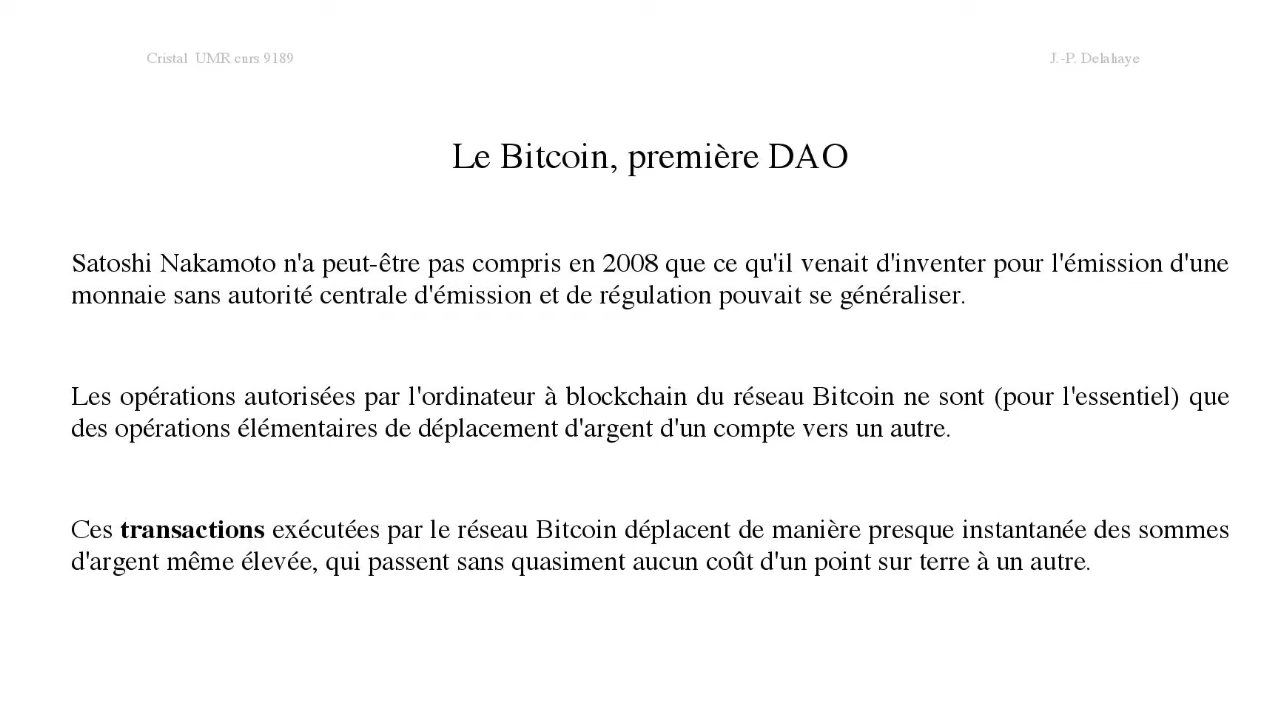 Cristal UMR cnrs 9189
J.-P. Delahaye
Le Bitcoin, première DAO
Satoshi Nakamoto n'a peut-être pas compris en 2008 que ce qu'il venait d'inventer pour l'émission d'une
monnaie sans autorité centrale d'émission et de régulation pouvait se généraliser.
Les opérations autorisées par l'ordinateur à blockchain du réseau Bitcoin ne sont (pour l'essentiel) que
des opérations élémentaires de déplacement d'argent d'un compte vers un autre.
Ces transactions exécutées par le réseau Bitcoin déplacent de manière presque instantanée des sommes
d'argent même élevée, qui passent sans quasiment aucun coût d'un point sur terre à un autre.